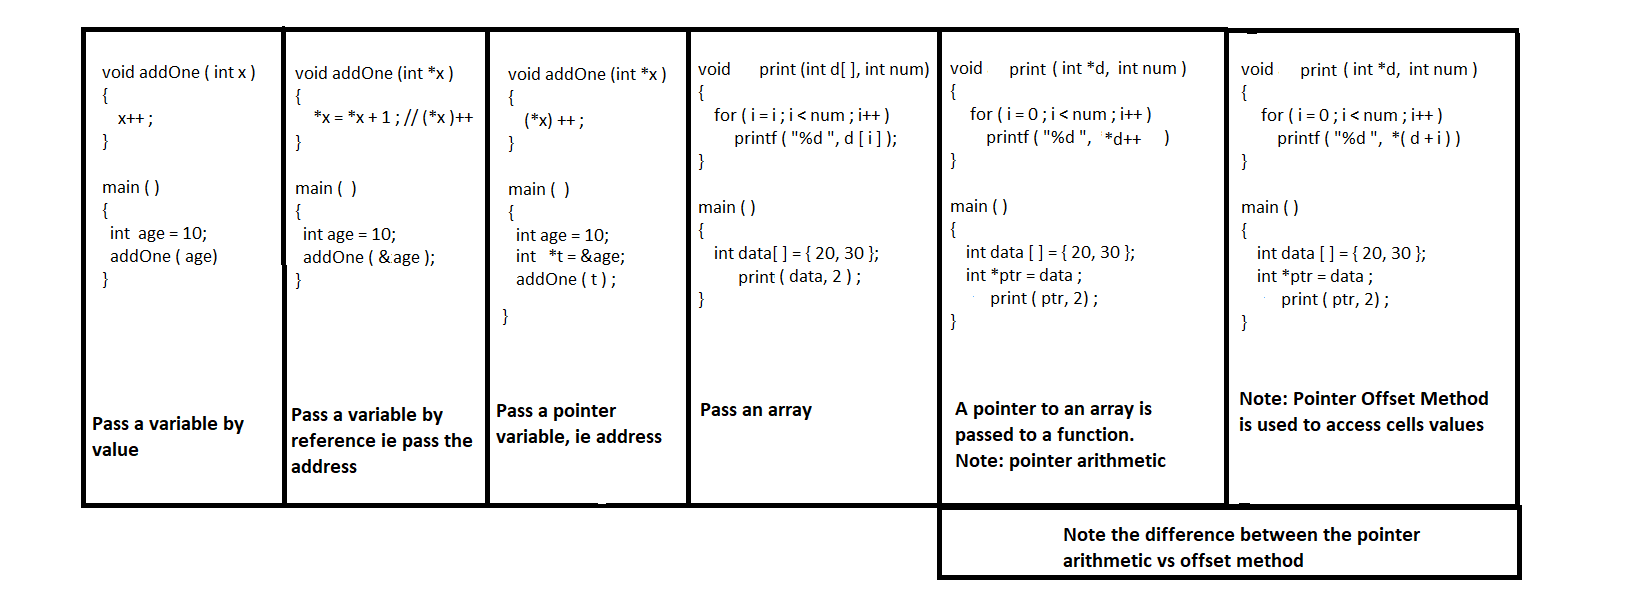 void addOne ( int x )
{
x++ ;
}
main ( )
{
int age = 10;
addOne ( age)
}
Pass a variable by
value
void addOne (int *x )
{
*x = *x + 1 ; // (*x )++
}
main ( )
{
int age = 10;
addOne ( &age );
}
Pass a variable by
reference ie pass the
address
void addOne (int *x )
{
(*x) ++ ;
}
main ( )
{
int age = 10;
int *t = &age;
addOne ( t ) ;
}
Pass a pointer
variable, ie address
void print (int d[ ], int num)
{
for ( i = i ; i < num ; i++ )
printf ( "%d ", d [ i ] );
}
main ( )
{
int data[ ] = { 20, 30 };
print ( data, 2 ) ;
}
Pass an array
void print ( int *d, int num )
{
for ( i = 0 ; i < num ; i++ )
printf ( "%d ", *d++ )
}
main ( )
{
int data [ ] = { 20, 30 };
int *ptr = data ;
print ( ptr, 2) ;
}
A pointer to an array is
passed to a function.
Note: pointer arithmetic
void print ( int *d, int num )
{
for ( i = 0 ; i < num ; i++ )
printf ( "%d ", *( d + i ) )
}
main ( )
{
int data [ ] = { 20, 30 };
int *ptr = data ;
print ( ptr, 2) ;
}
Note: Pointer Offset Method
is used to access cells values
Note the difference between the pointer
arithmetic vs offset method